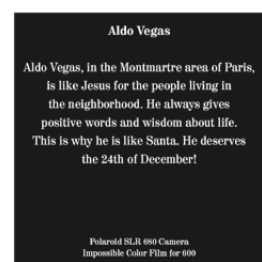 Aldo Vegas
Aldo Vegas, in the Montmartre area of Paris,
is like Jesus for the people living in
the neighborhood. He always gives
positive words and wisdom about life.
This is why he is like Santa. He deserves
the 24th of December!
Polaroid SLR 680 Camera
Impossible Color Film for 600